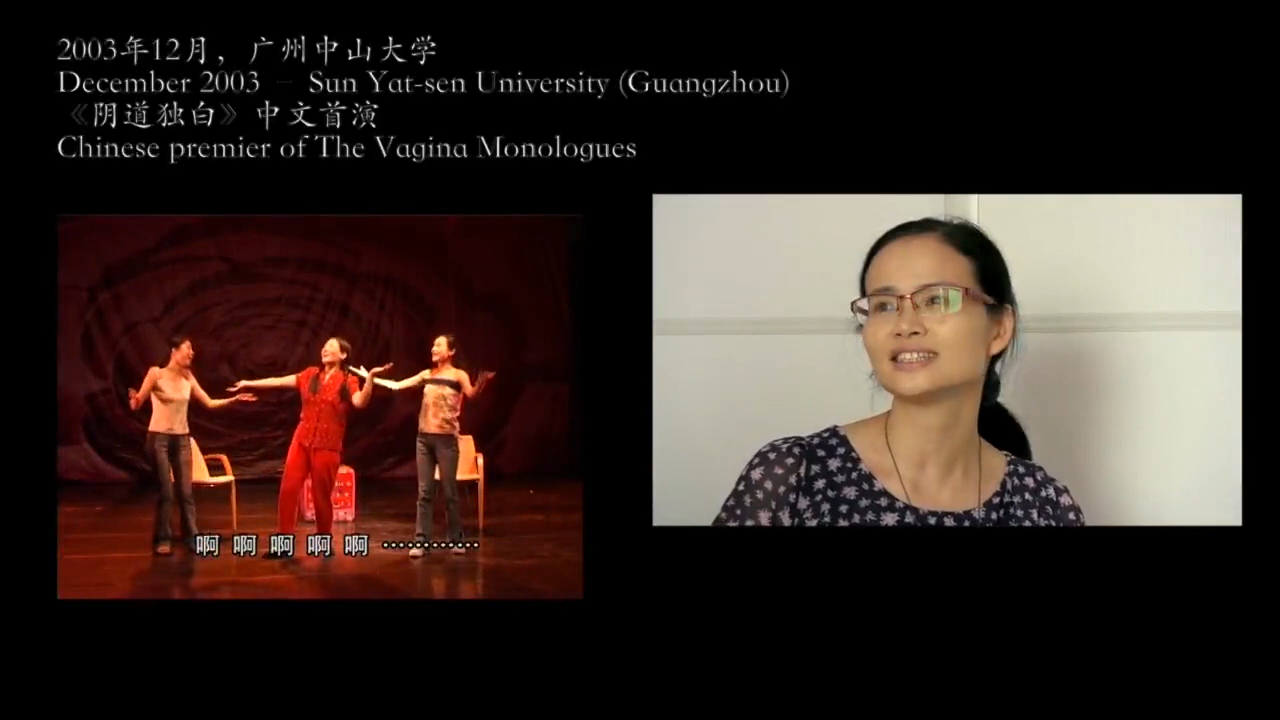 2003年12月，广州中山大学
December 2003 – Sun Yat-sen University (Guangzhou)
《阴道独白》中文首演
Chinese premier of The Vagina Monologues
啊 啊 啊 啊 啊 …………